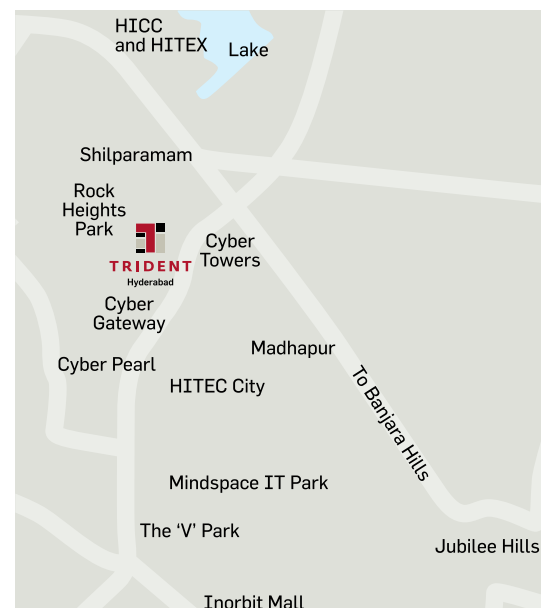 HICC
and HITEX
Lake
Shilparamam
Rock
Heights
Park
TRIDENT
Hyderabad
Cyber
Towers
Cyber
Gateway
Madhapur
Cyber Pearl
HITEC City
To Banjara Hills
Mindspace IT Park
The ‘V’ Park
Jubilee Hills
Inorbit Mall